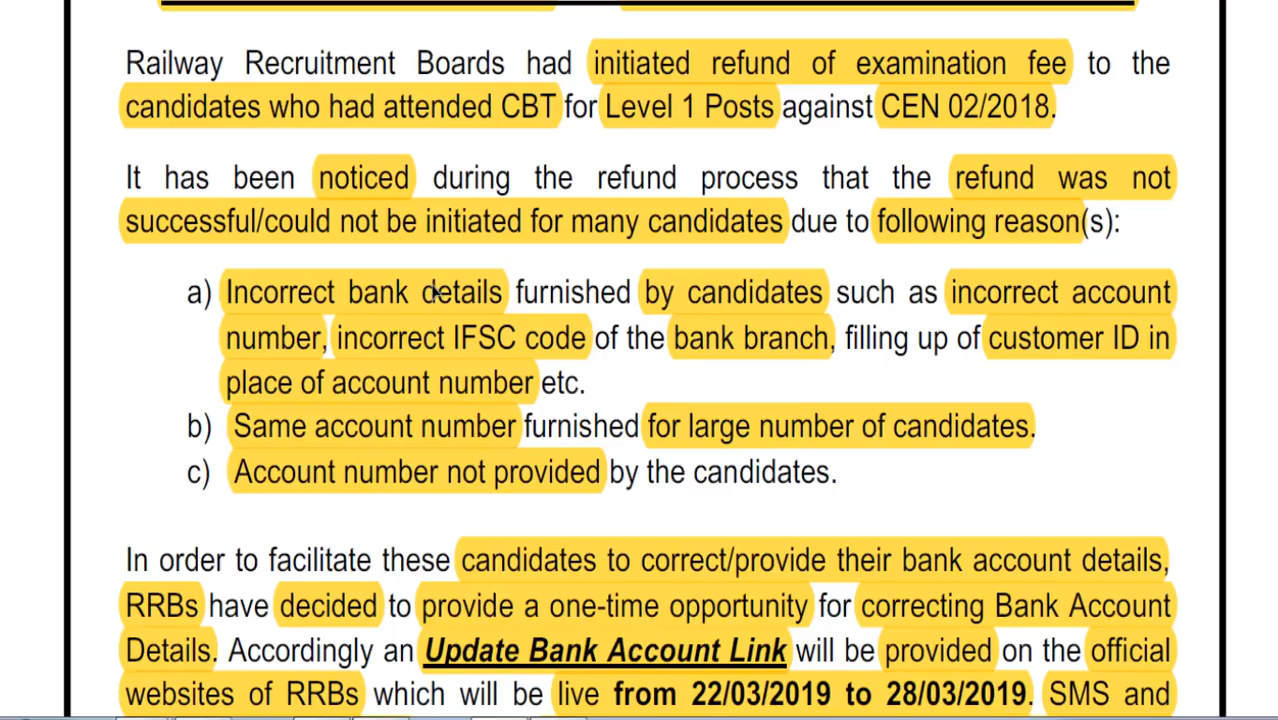 Railway Recruitment Boards had initiated refund of examination fee to the
candidates who had attended CBT for Level 1 Posts against CEN 02/2018.
It has been noticed during the refund process that the refund was not
successful/could not be initiated for many candidates due to following reason(s):
a) Incorrect bank details furnished by candidates such as incorrect account
number, incorrect IFSC code of the bank branch, filling up of customer ID in
place of account number etc.
b) Same account number furnished for large number of candidates.
c) Account number not provided by the candidates.
In order to facilitate these candidates to correct/provide their bank account details,
RRBs have decided to provide a one-time opportunity for correcting Bank Account
Details. Accordingly an Update Bank Account Link will be provided on the official
websites of RRBs which will be live from 22/03/2019 to 28/03/2019. SMS and